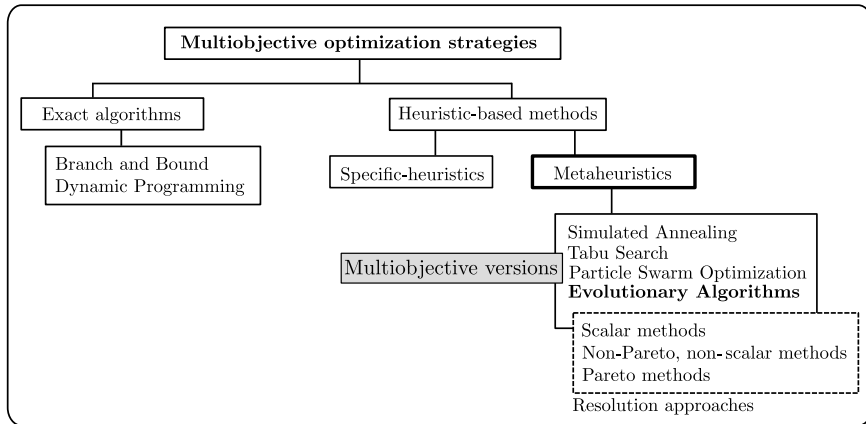 Multiobjective optimization strategies
Exact algorithms
Heuristic-based methods
Branch and Bound
Dynamic Programming
Specific-heuristics
Metaheuristics
Simulated Annealing
Tabu Search
Multiobjective versions
Particle Swarm Optimization
Evolutionary Algorithms
Scalar methods
Non-Pareto, non-scalar methods
Pareto methods
Resolution approaches